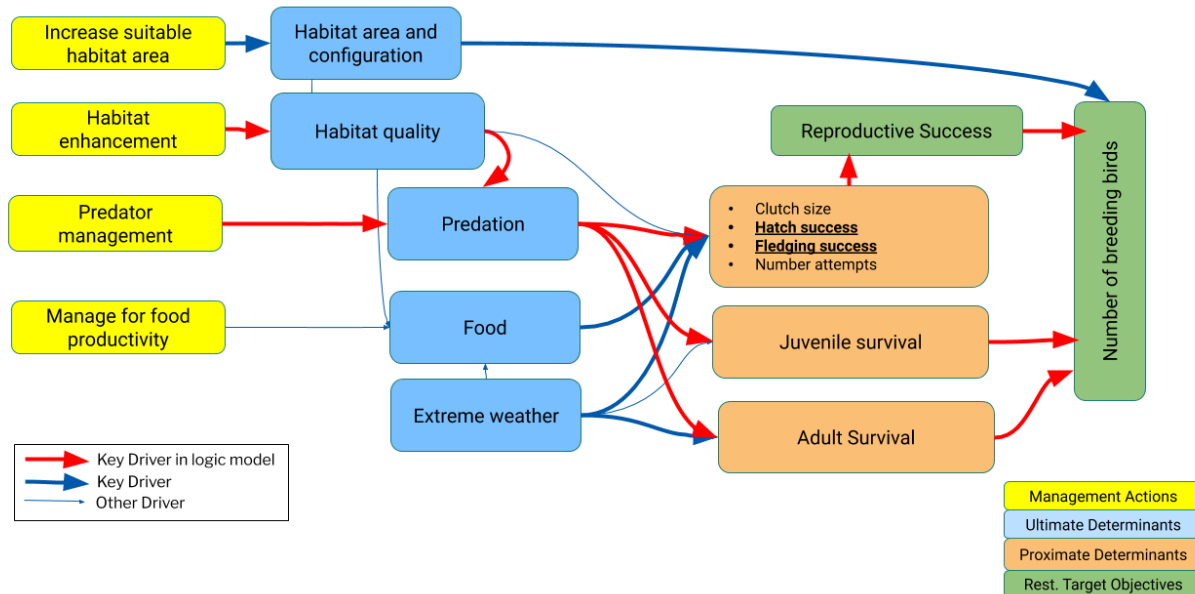 Increase suitable
habitat area
Habitat area and
configuration
Habitat
enhancement
Habitat quality
Reproductive Success
Number of breeding birds
Predator
management
Predation
• Clutch size
• Hatch success
• Fledging success
• Number attempts
Manage for food
productivity
Food
Juvenile survival
Extreme weather
Adult Survival
Key Driver in logic model
Key Driver
Other Driver
Management Actions
Ultimate Determinants
Proximate Determinants
Rest. Target Objectives